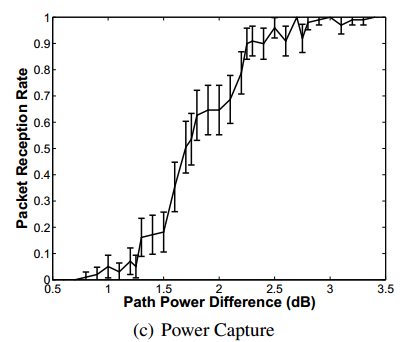 1
0.9
0.8
0.7
0.6
0.5
0.4
0.3
0.2
0.1
0
Packet Reception Rate
0.5 1 1.5 2 2.5 3 3.5
Path Power Difference (dB)
(c) Power Capture